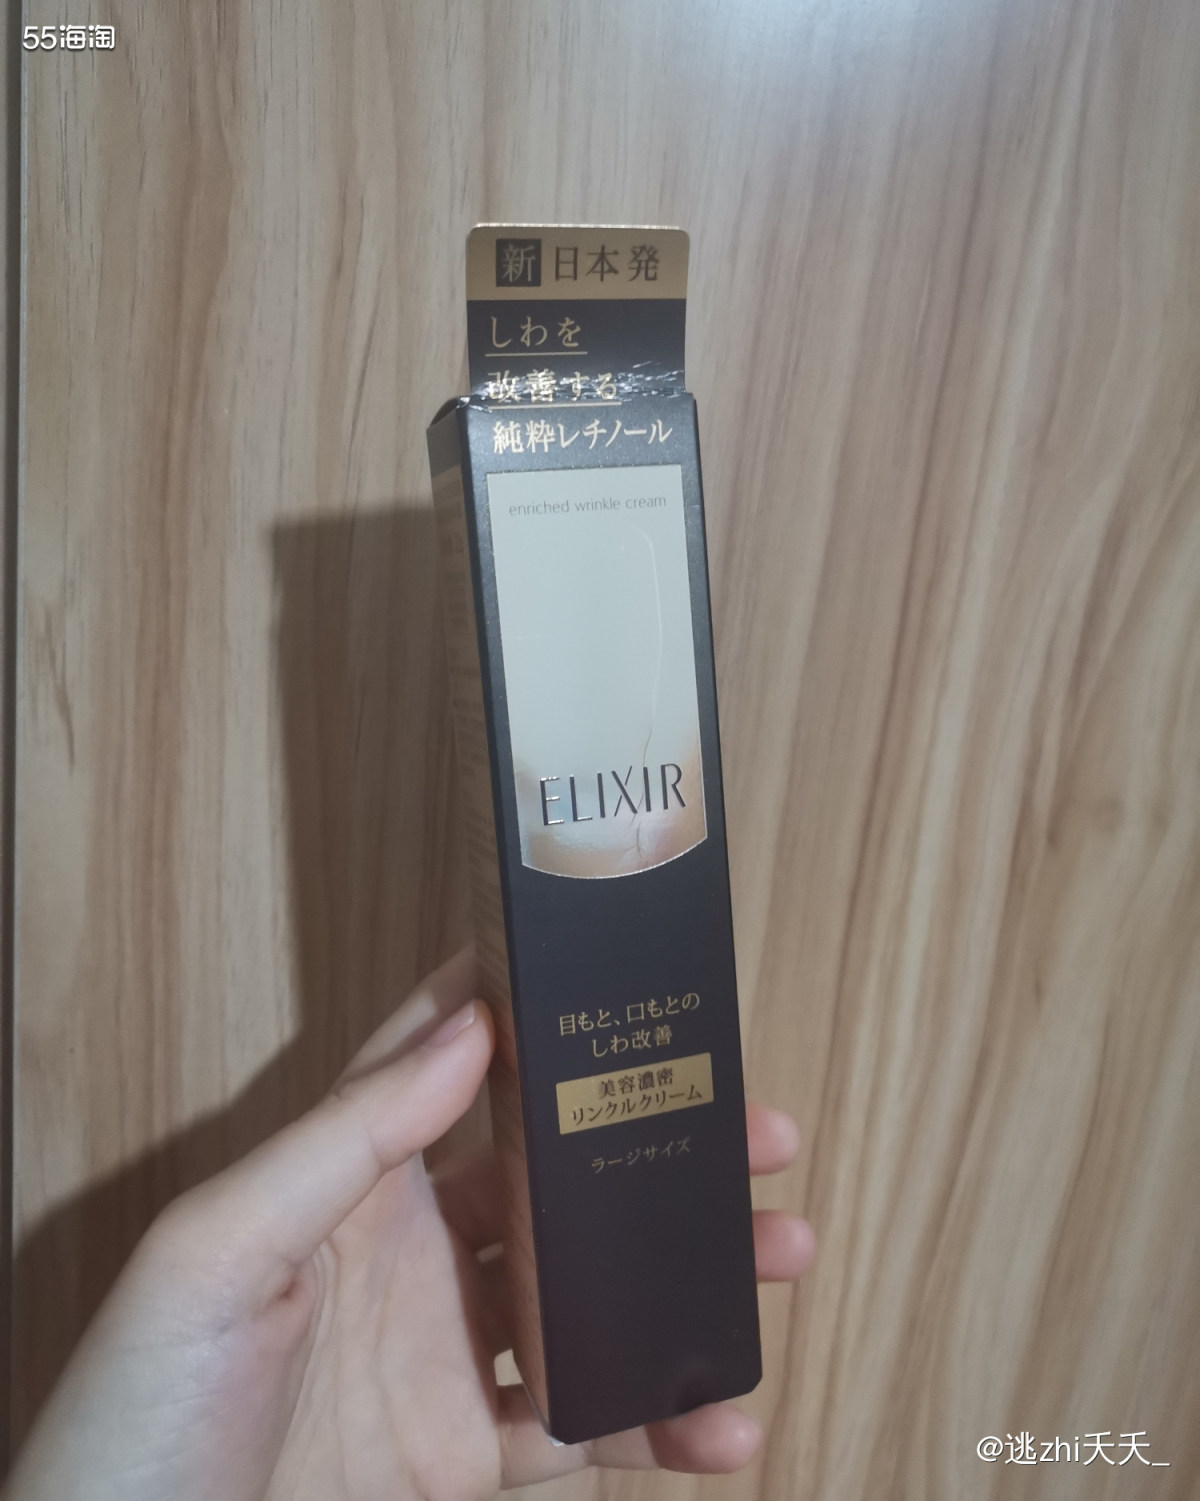 55海淘
新 日本発
しわを
改善する
純粋レチノール
enriched wrinkle cream
ELIXIR
目もと、口もとの
しわ改善
美容濃密
リンクルクリーム
ラージサイズ
@逃zhi夭夭_